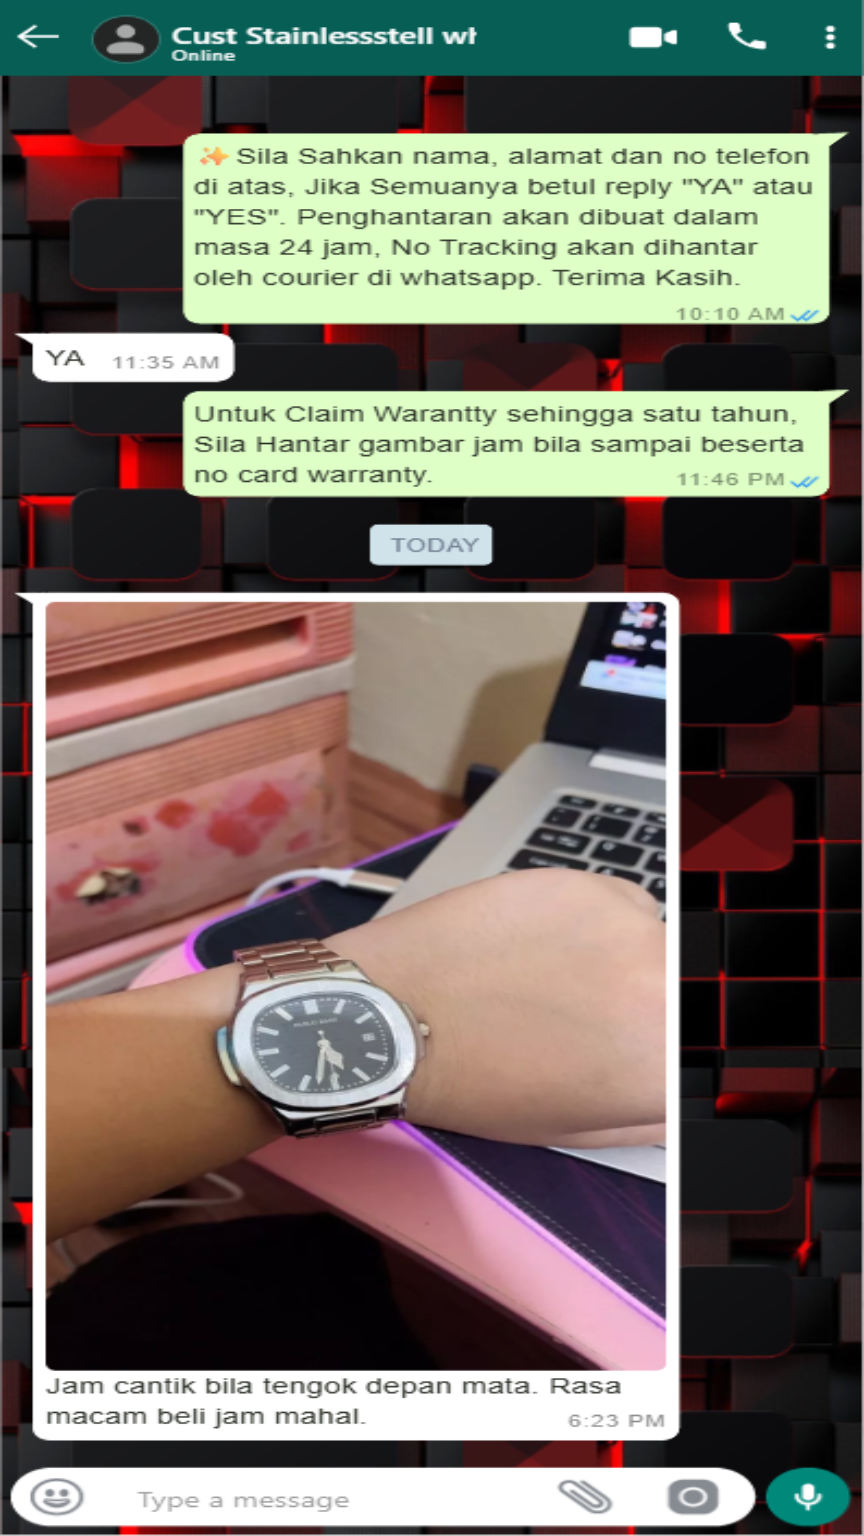 Cust Stainlessstell wh
Online
✨ Sila Sahkan nama, alamat dan no telefon
di atas, Jika Semuanya betul reply "YA" atau
"YES". Penghantaran akan dibuat dalam
masa 24 jam, No Tracking akan dihantar
oleh courier di whatsapp. Terima Kasih.
10:10 AM
YA 11:35 AM
Untuk Claim Warantty sehingga satu tahun,
Sila Hantar gambar jam bila sampai beserta
no card warranty. 11:46 PM
TODAY
Jam cantik bila tengok depan mata. Rasa
macam beli jam mahal. 6:23 PM
Type a message